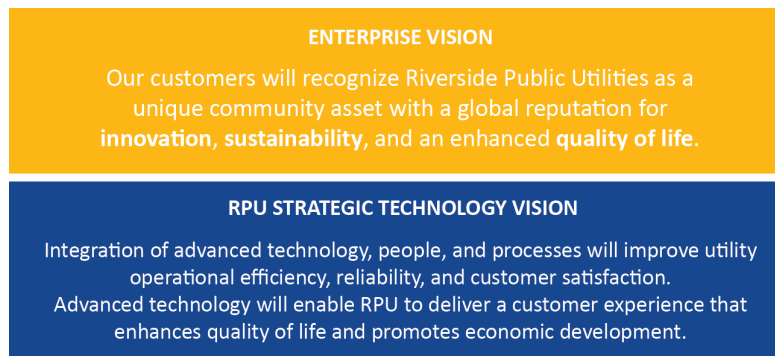 ENTERPRISE VISION
Our customers will recognize Riverside Public Utilities as a
unique community asset with a global reputation for
innovation, sustainability, and an enhanced quality of life.
RPU STRATEGIC TECHNOLOGY VISION
Integration of advanced technology, people, and processes will improve utility
operational efficiency, reliability, and customer satisfaction.
Advanced technology will enable RPU to deliver a customer experience that
enhances quality of life and promotes economic development.